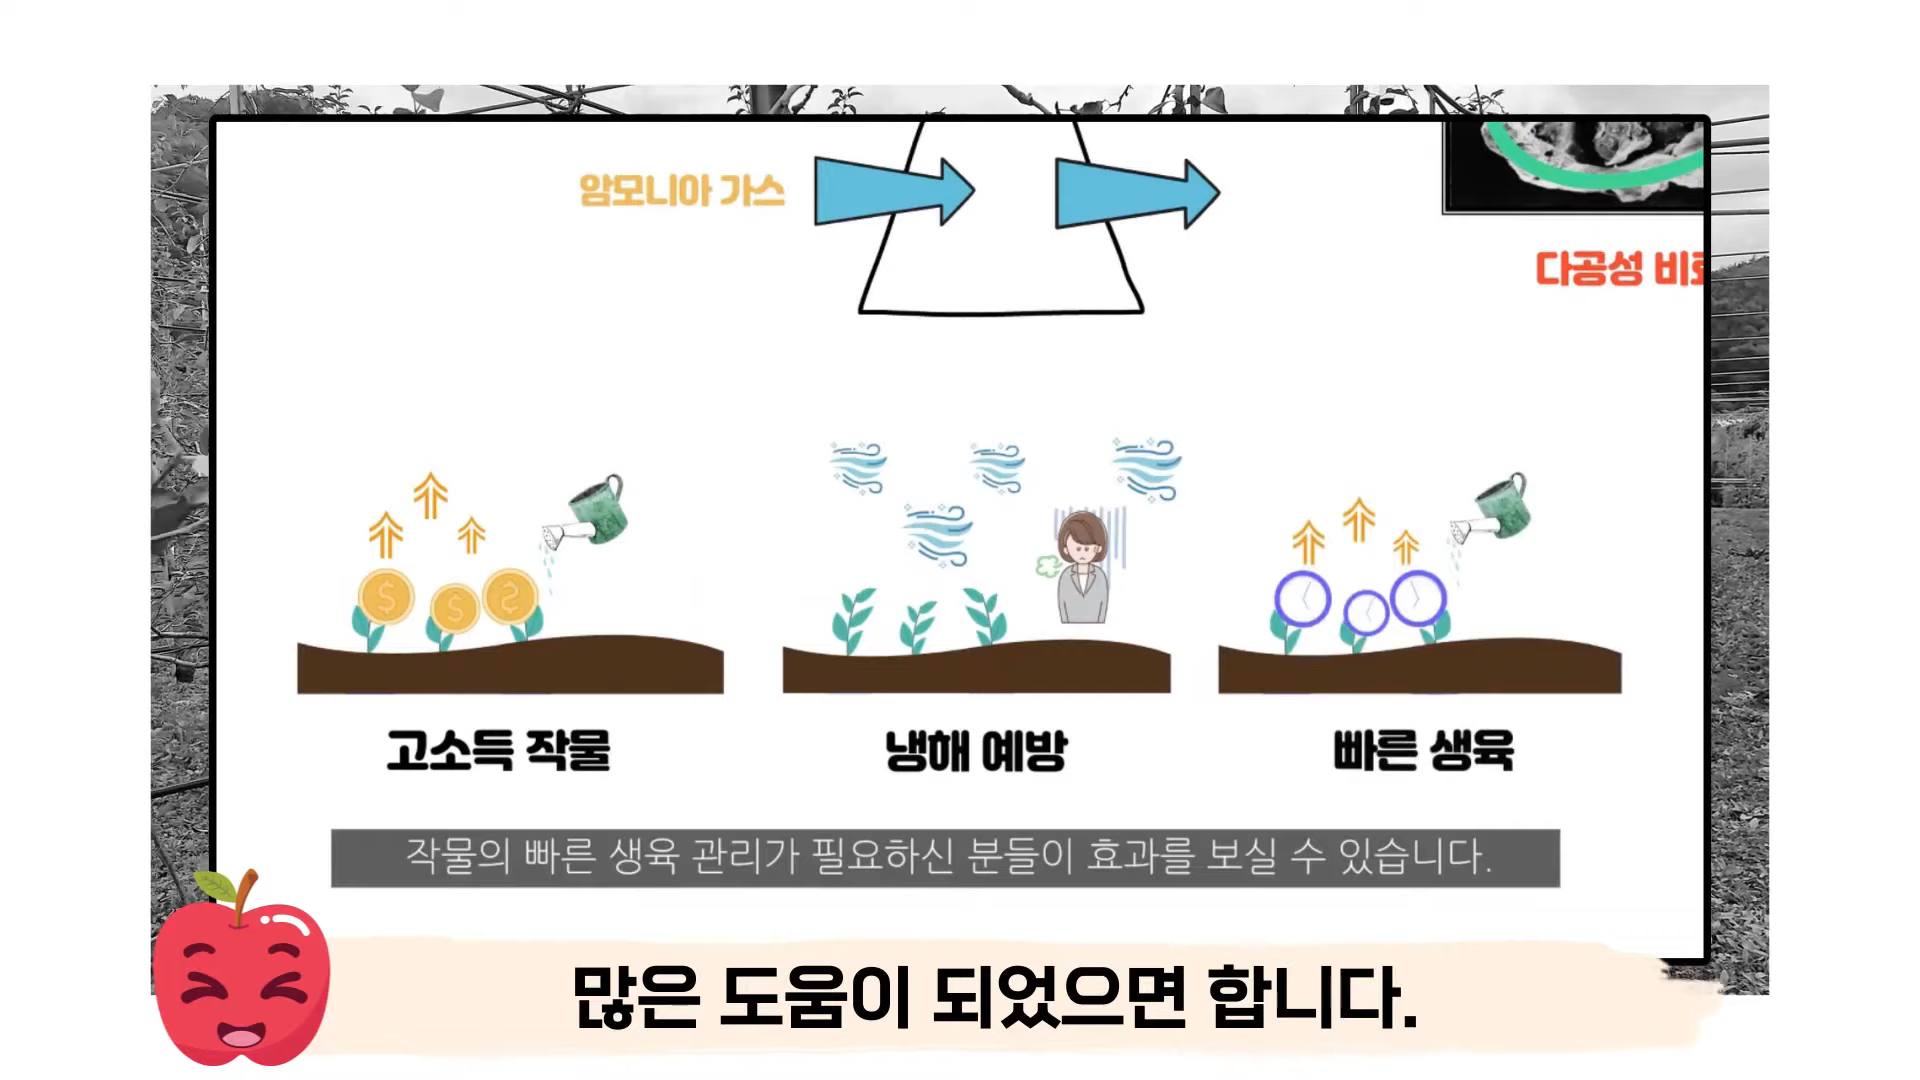 암모니아 가스
다공성
고소득 작물
냉해 예방
빠른 생육
작물의 빠른 생육 관리가 필요하신 분들이 효과를 보실 수 있습니다.
많은 도움이 되었으면 합니다.